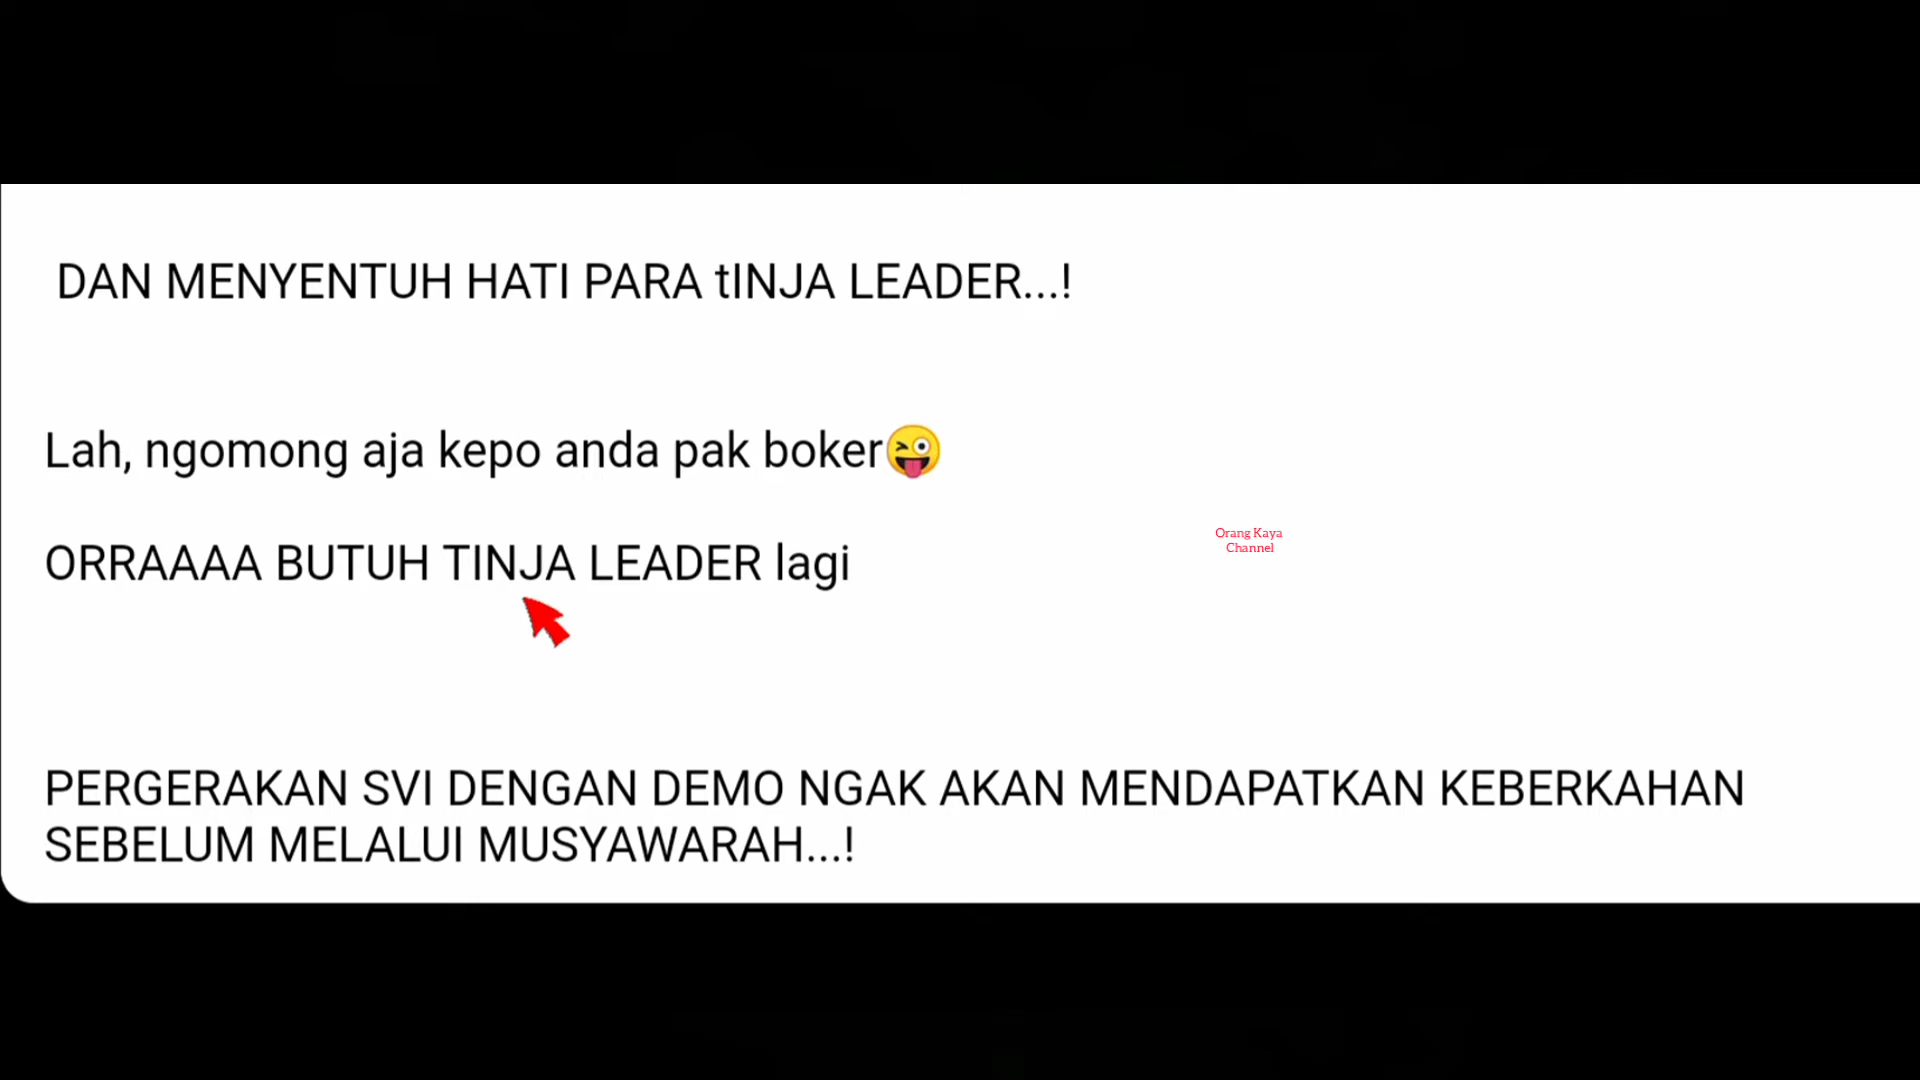 DAN MENYENTUH HATI PARA tINJA LEADER...!
Lah, ngomong aja kepo anda pak boker😜
ORRAAAA BUTUH TINJA LEADER lagi
Orang Kaya
Channel
PERGERAKAN SVI DENGAN DEMO NGAK AKAN MENDAPATKAN KEBERKAHAN
SEBELUM MELALUI MUSYAWARAH...!